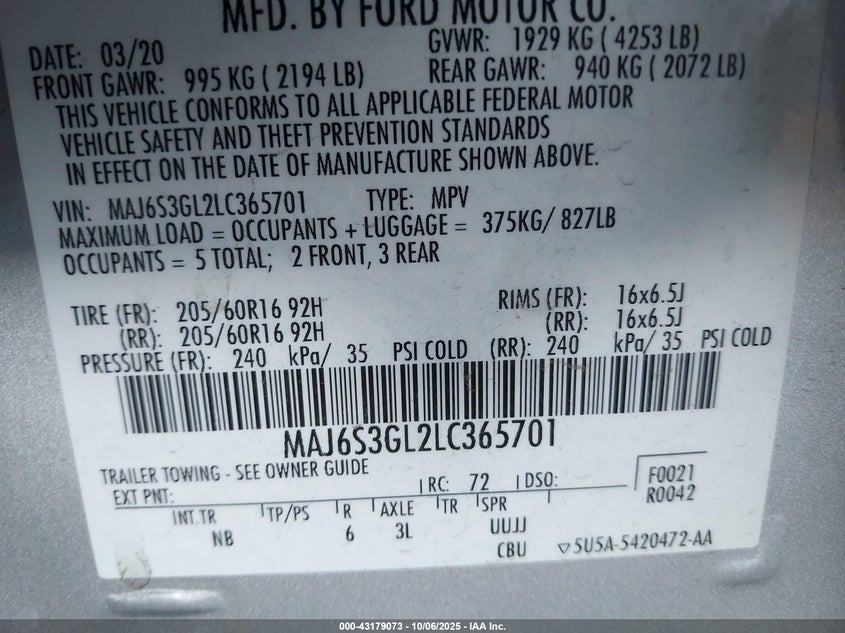 MFD. BY FORD MOTOR CO.
DATE: 03/20 GVWR: 1929 KG ( 4253 LB)
FRONT GAWR: 995 KG ( 2194 LB) REAR GAWR: 940 KG ( 2072 LB)
THIS VEHICLE CONFORMS TO ALL APPLICABLE FEDERAL MOTOR
VEHICLE SAFETY AND THEFT PREVENTION STANDARDS
IN EFFECT ON THE DATE OF MANUFACTURE SHOWN ABOVE.
VIN: MAJ6S3GL2LC365701 TYPE: MPV
MAXIMUM LOAD = OCCUPANTS + LUGGAGE = 375KG/ 827LB
OCCUPANTS = 5 TOTAL; 2 FRONT, 3 REAR
TIRE (FR): 205/60R16 92H RIMS (FR): 16x6.5J
(RR): 205/60R16 92H (RR): 16x6.5J
PRESSURE (FR): 240 kPa/ 35 PSI COLD (RR): 240 kPa/ 35 PSI COLD
MAJ6S3GL2LC365701
TRAILER TOWING - SEE OWNER GUIDE
EXT PNT: RC: 72 DSO: F0021
R0042
INT TR TP/PS R AXLE TR SPR
NB 6 3L UUJJ
CBU 5U5A-5420472-AA
000-43179073 - 10/06/2025 - IAA Inc.